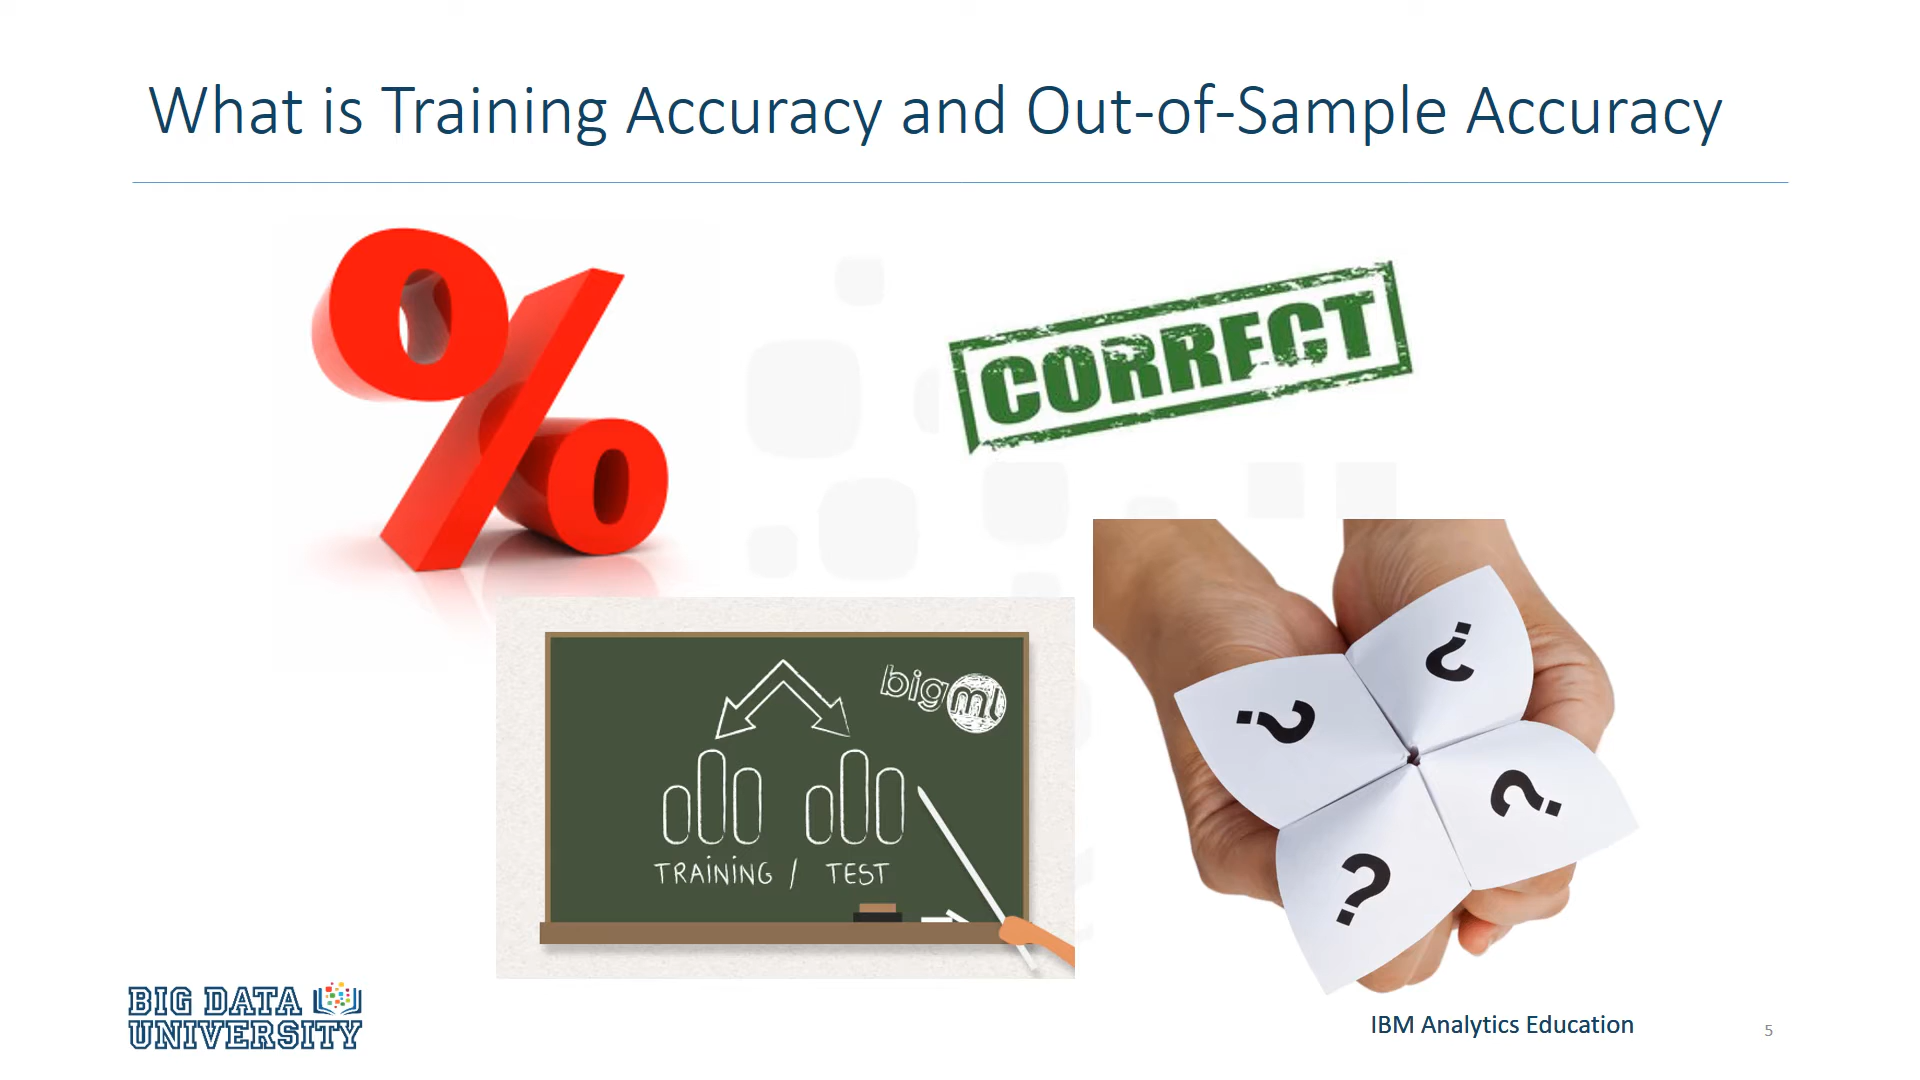 What is Training Accuracy and Out-of-Sample Accuracy
%
CORRECT
bigml
TRAINING / TEST
?
?
?
?
BIG DATA
UNIVERSITY
IBM Analytics Education
5